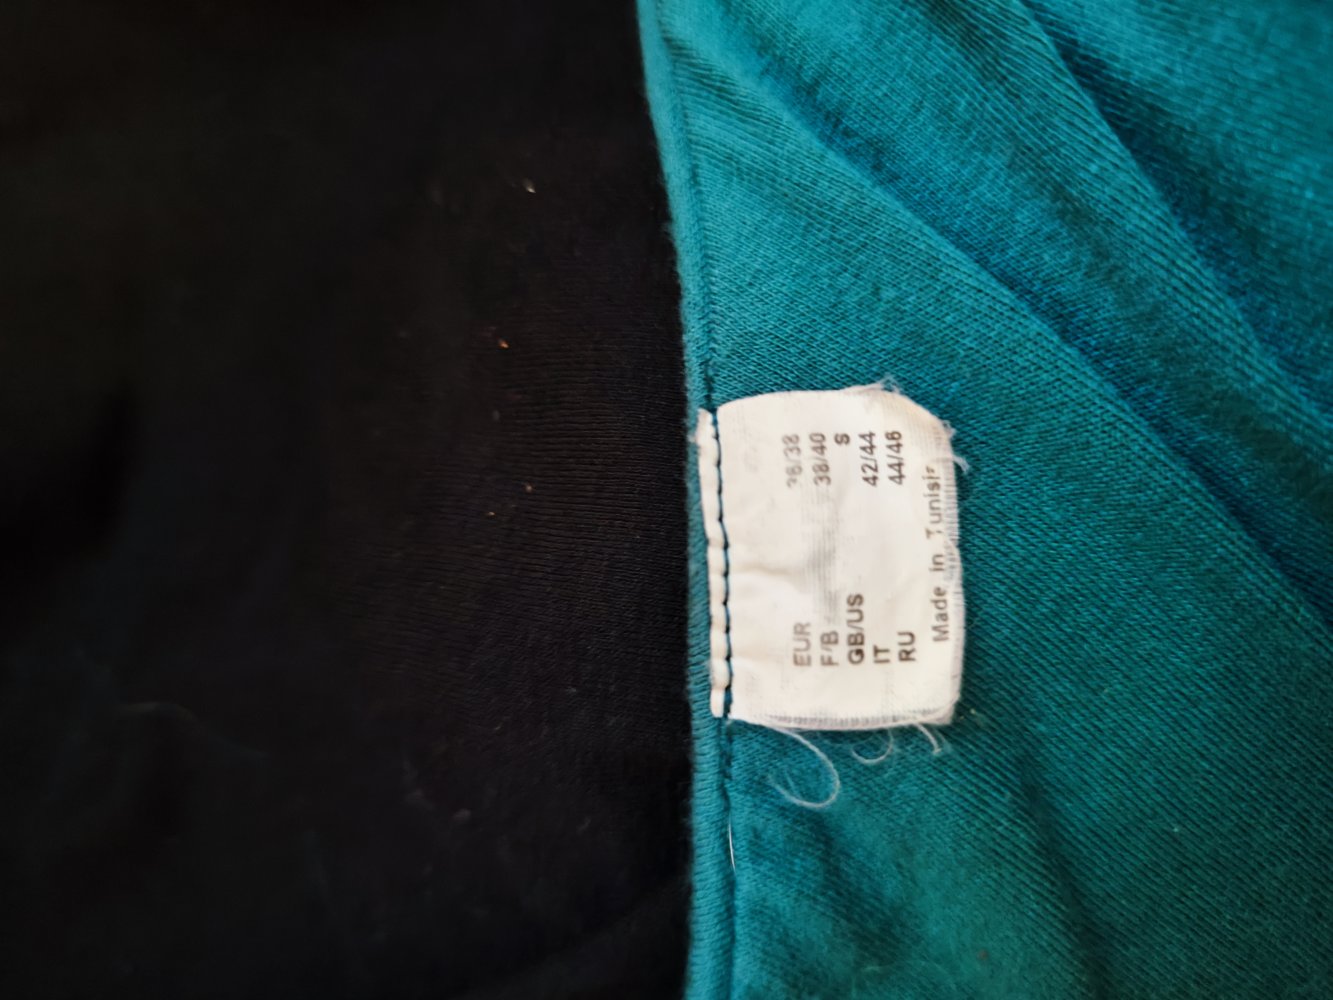 EUR 36/38
F/B 38/40
GB/US S
IT 42/44
RU 44/46
Made in Tunisia